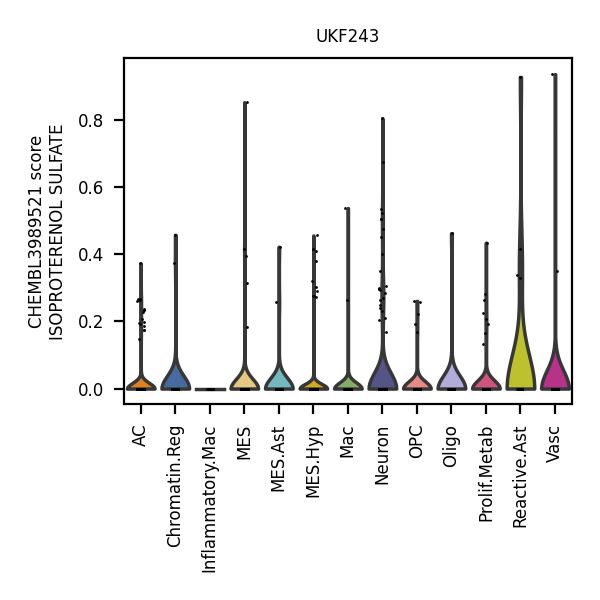 UKF243
CHEMBL3989521 score
ISOPROTERENOL SULFATE
0.8
0.6
0.4
0.2
0.0
AC
Chromatin.Reg
Inflammatory.Mac
MES
MES.Ast
MES.Hyp
Mac
Neuron
OPC
Oligo
Prolif.Metab
Reactive.Ast
Vasc